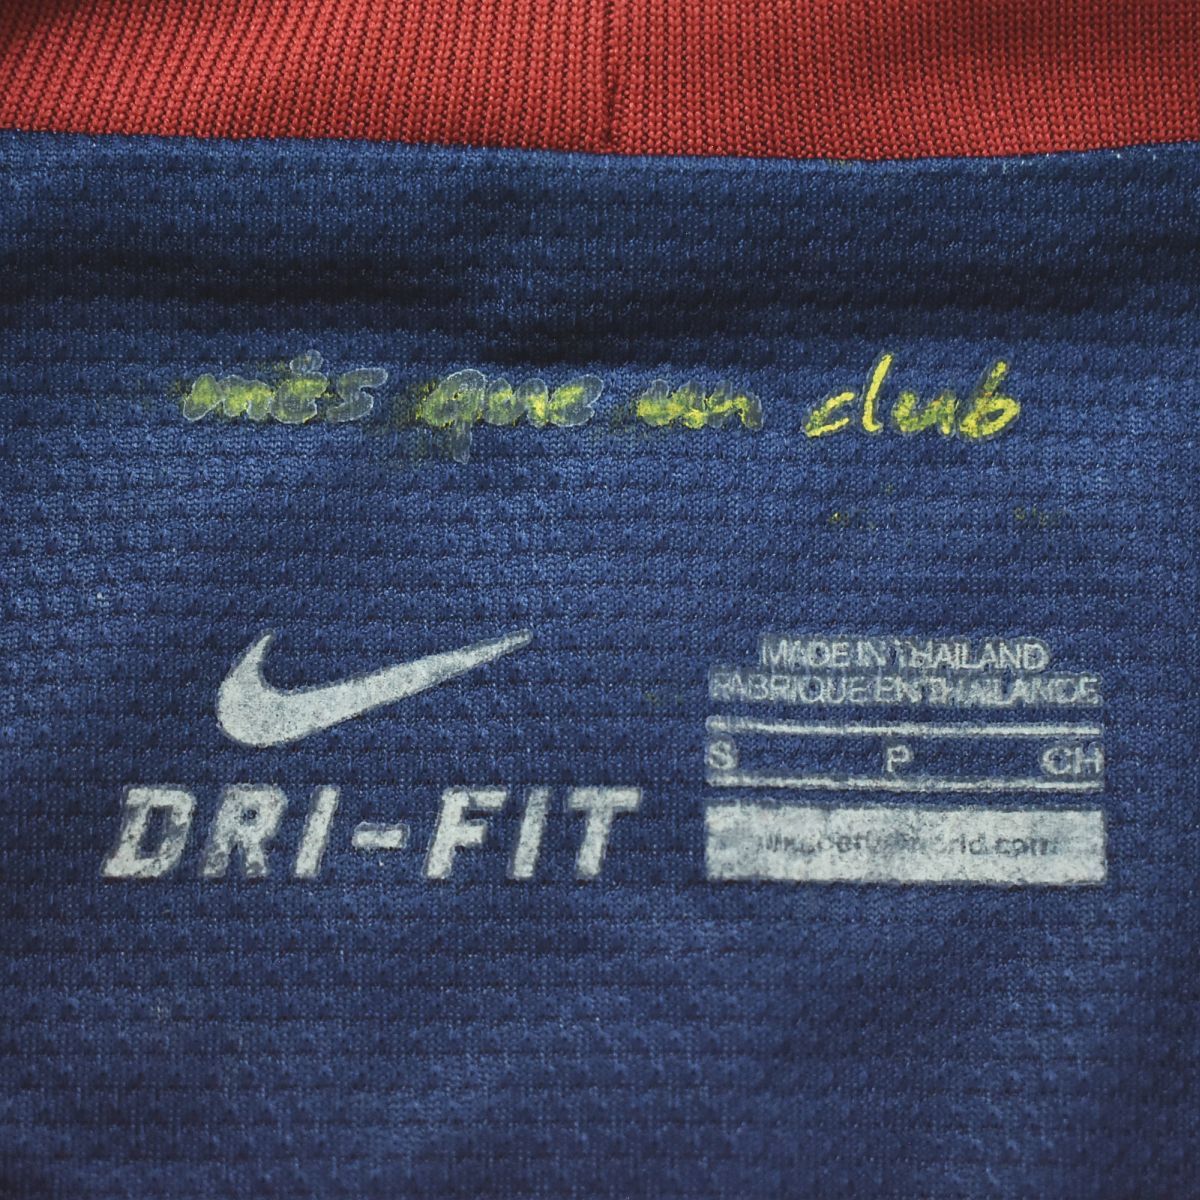 més que un club
DRI-FIT
MADE IN THAILAND
FABRIQUE EN THAILANDE
S P CH